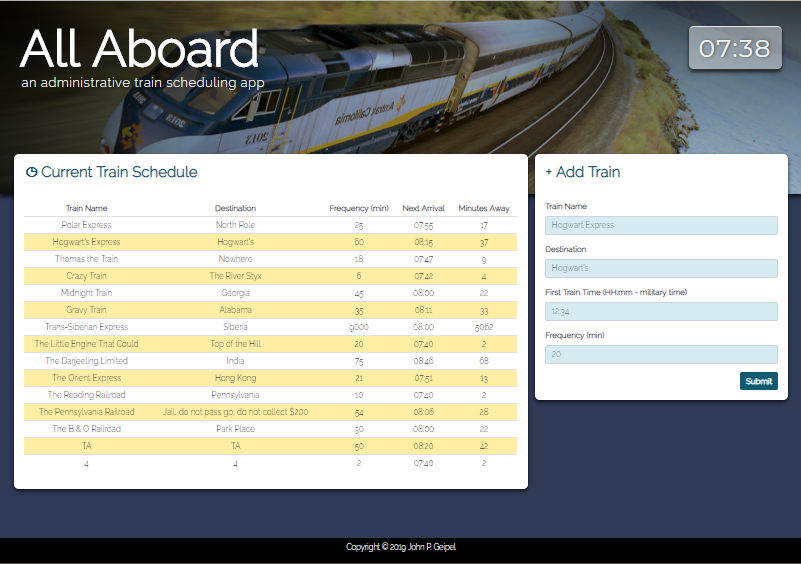 All Aboard
an administrative train scheduling app
07:38
2013
2013
Amtrak California
Current Train Schedule
Train Name Destination Frequency (min) Next Arrival Minutes Away
Polar Express North Pole 25 07:55 17
Hogwart's Express Hogwart's 60 08:15 37
Thomas the Train Nowhere 18 07:47 9
Crazy Train The River Styx 6 07:42 4
Midnight Train Georgia 45 08:00 22
Gravy Train Alabama 35 08:11 33
Trans-Siberian Express Siberia 9000 08:00 5062
The Little Engine That Could Top of the Hill 20 07:40 2
The Darjeeling Limited India 75 08:46 68
The Orient Express Hong Kong 21 07:51 13
The Reading Railroad Pennsylvania 10 07:40 2
The Pennsylvania Railroad Jail, do not pass go, do not collect $200 54 08:06 28
The B & O Railroad Park Place 30 08:00 22
TA TA 50 08:20 42
4 4 2 07:40 2
+ Add Train
Train Name
Hogwart Express
Destination
Hogwart's
First Train Time (HH:mm - military time)
12:34
Frequency (min)
20
Submit
Copyright © 2019 John P. Geipel